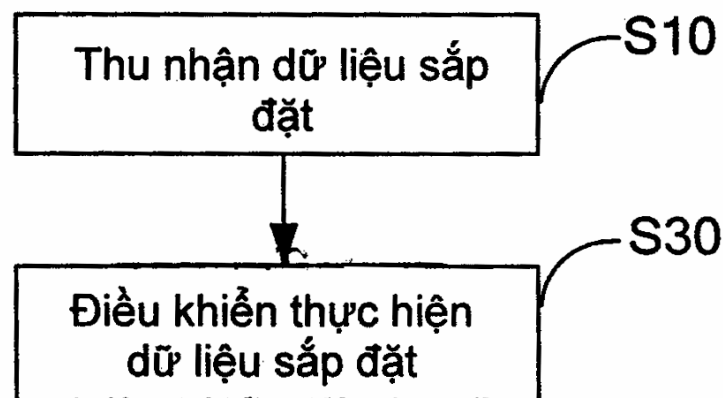 Thu nhận dữ liệu sắp
đặt
S10
Điều khiển thực hiện
dữ liệu sắp đặt
S30